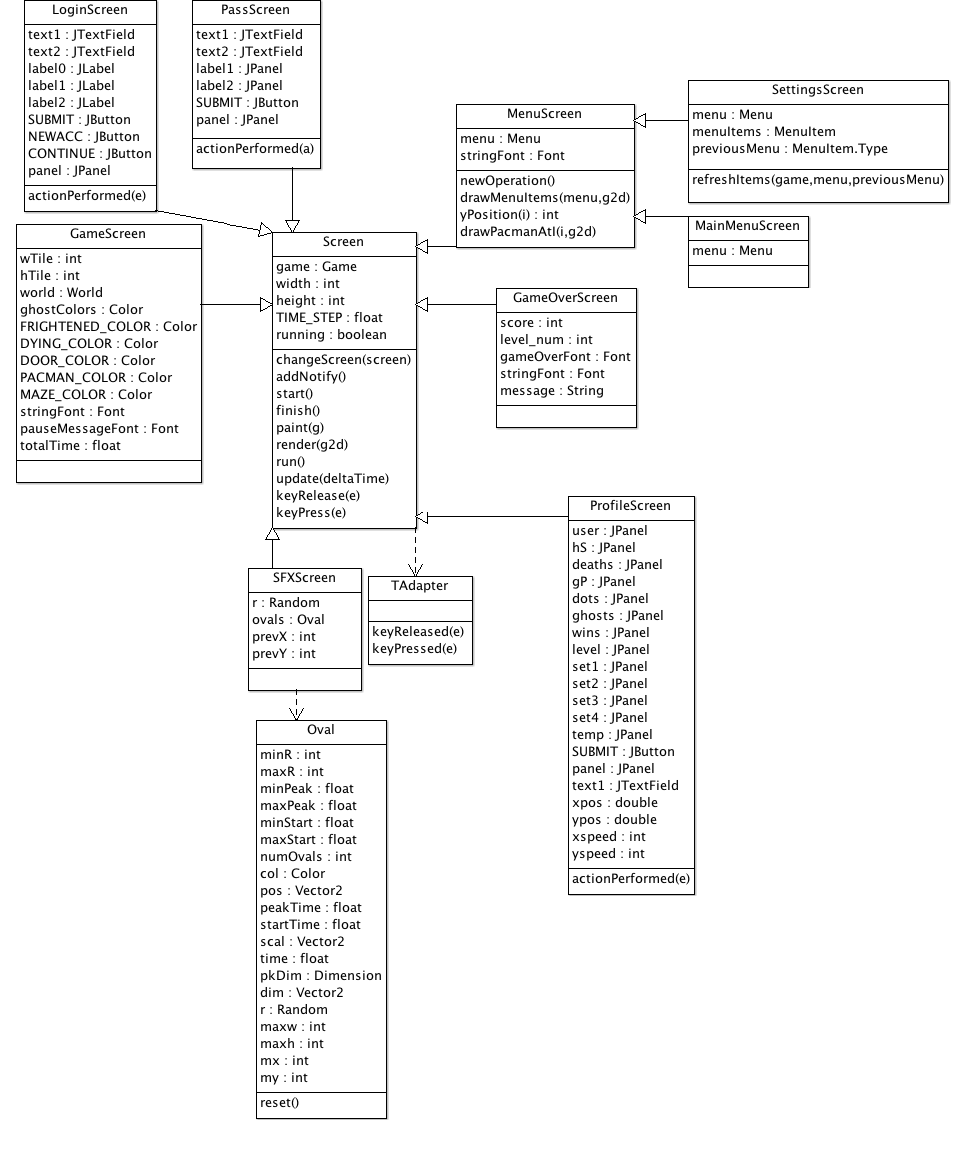 LoginScreen
text1 : JTextField
text2 : JTextField
label0 : JLabel
label1 : JLabel
label2 : JLabel
SUBMIT : JButton
NEWACC : JButton
CONTINUE : JButton
panel : JPanel
actionPerformed(e)
PassScreen
text1 : JTextField
text2 : JTextField
label1 : JPanel
label2 : JPanel
SUBMIT : JButton
panel : JPanel
actionPerformed(a)
MenuScreen
menu : Menu
stringFont : Font
newOperation()
drawMenuItems(menu,g2d)
yPosition(i) : int
drawPacmanAtI(i,g2d)
SettingsScreen
menu : Menu
menuItems : MenuItem
previousMenu : MenuItem.Type
refreshItems(game,menu,previousMenu)
MainMenuScreen
menu : Menu
GameScreen
wTile : int
hTile : int
world : World
ghostColors : Color
FRIGHTENED_COLOR : Color
DYING_COLOR : Color
DOOR_COLOR : Color
PACMAN_COLOR : Color
MAZE_COLOR : Color
stringFont : Font
pauseMessageFont : Font
totalTime : float
Screen
game : Game
width : int
height : int
TIME_STEP : float
running : boolean
changeScreen(screen)
addNotify()
start()
finish()
paint(g)
render(g2d)
run()
update(deltaTime)
keyRelease(e)
keyPress(e)
GameOverScreen
score : int
level_num : int
gameOverFont : Font
stringFont : Font
message : String
ProfileScreen
user : JPanel
hS : JPanel
deaths : JPanel
gP : JPanel
dots : JPanel
ghosts : JPanel
wins : JPanel
level : JPanel
set1 : JPanel
set2 : JPanel
set3 : JPanel
set4 : JPanel
temp : JPanel
SUBMIT : JButton
panel : JPanel
text1 : JTextField
xpos : double
ypos : double
xspeed : int
yspeed : int
actionPerformed(e)
SFXScreen
r : Random
ovals : Oval
prevX : int
prevY : int
TAdapter
keyReleased(e)
keyPressed(e)
Oval
minR : int
maxR : int
minPeak : float
maxPeak : float
minStart : float
maxStart : float
numOvals : int
col : Color
pos : Vector2
peakTime : float
startTime : float
scal : Vector2
time : float
pkDim : Dimension
dim : Vector2
r : Random
maxw : int
maxh : int
mx : int
my : int
reset()